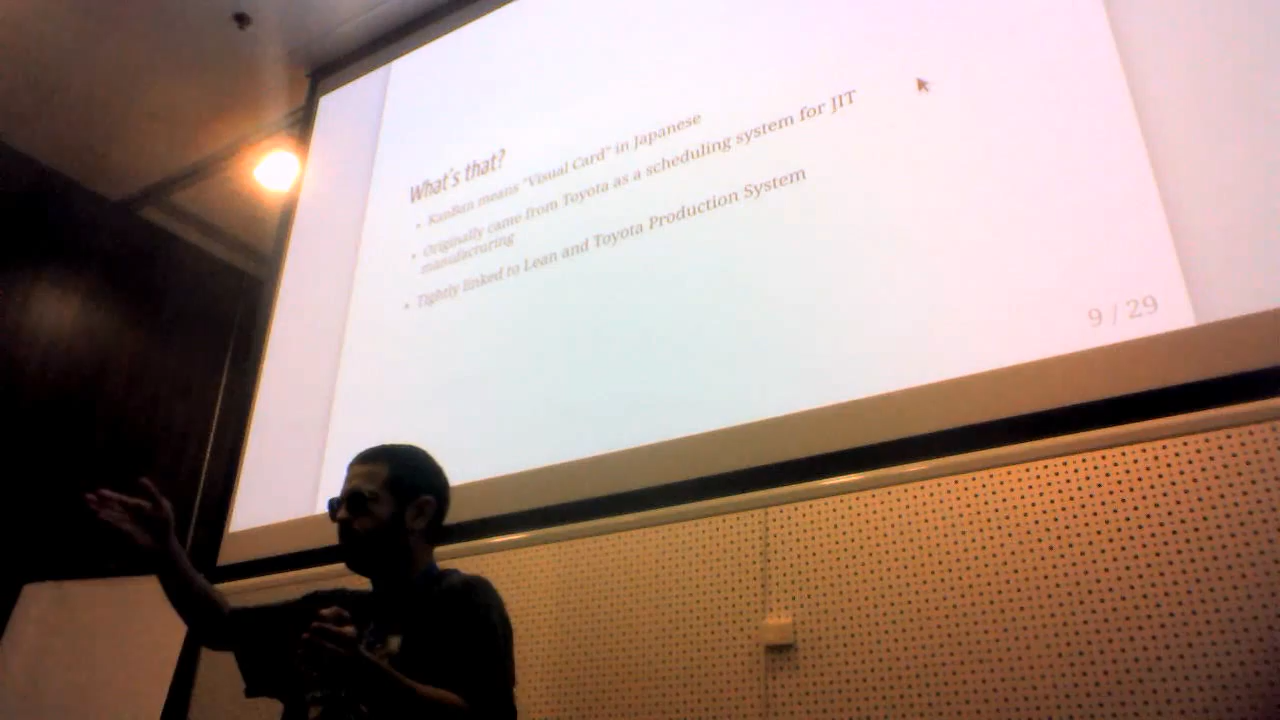 What's that?
• KanBan means "Visual Card" in Japanese
• Originally came from Toyota as a scheduling system for JIT
manufacturing
• Tightly linked to Lean and Toyota Production System
9 / 29